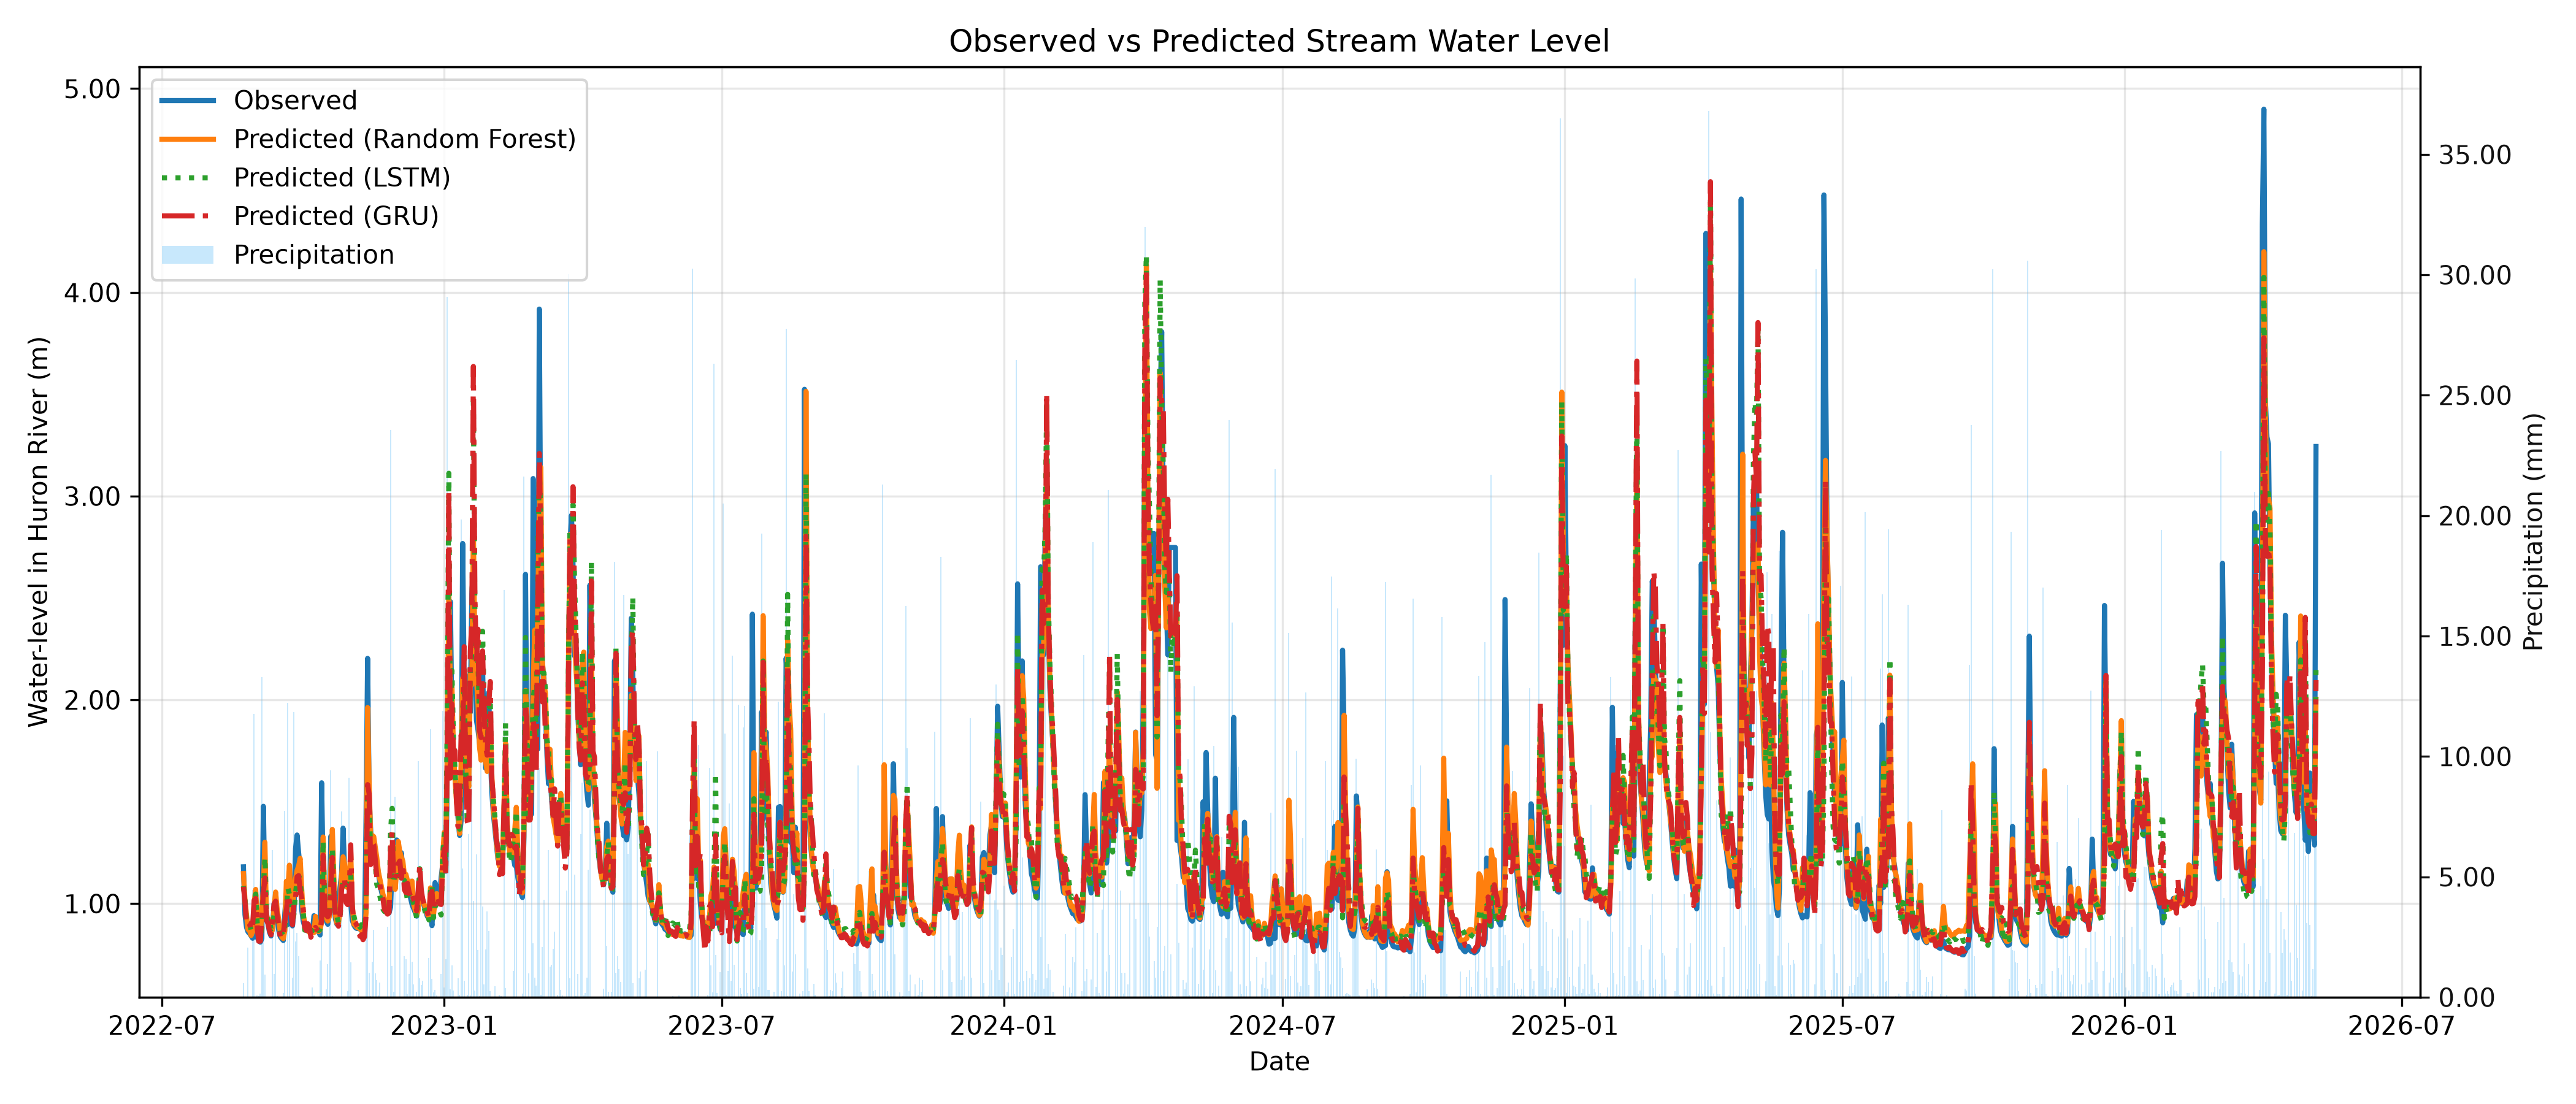 Observed vs Predicted Stream Water Level
Observed
Predicted (Random Forest)
Predicted (LSTM)
Predicted (GRU)
Precipitation
Water-level in Huron River (m)
5.00
4.00
3.00
2.00
1.00
Precipitation (mm)
35.00
30.00
25.00
20.00
15.00
10.00
5.00
0.00
2022-07 2023-01 2023-07 2024-01 2024-07 2025-01 2025-07 2026-01 2026-07
Date